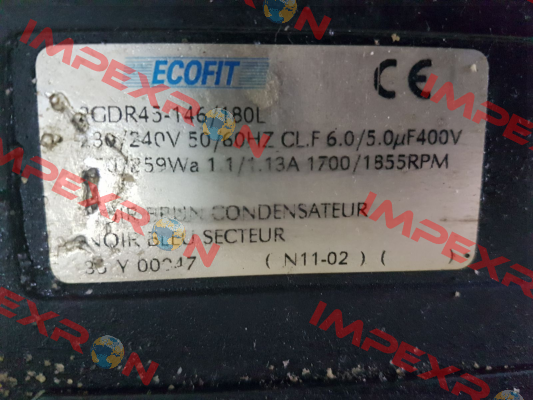 ECOFIT
CE
GDR45-146/180L
/240V 50/60HZ CL.F 6.0/5.0µF400V
/259Wa 1.1/1.13A 1700/1855RPM
CONDENSATEUR
NOIR BLEU SECTEUR
(N11-02) ( )
IMPEXRON